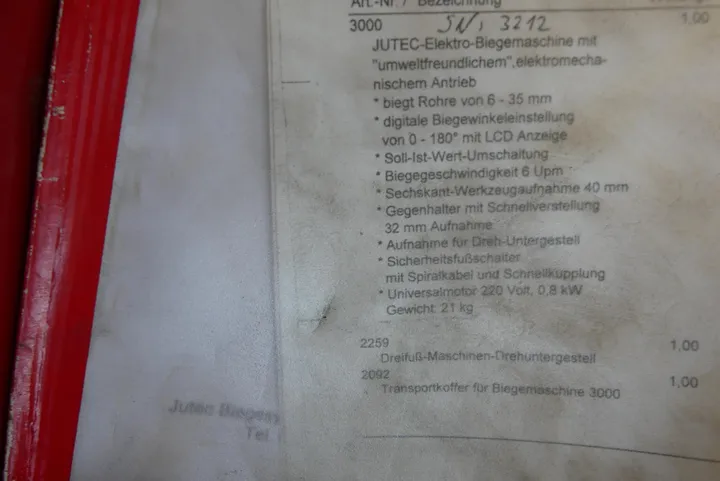 Art.-Nr. / Bezeichnung
3000 SN: 3212 1,00
JUTEC-Elektro-Biegemaschine mit
"umweltfreundlichem",elektromecha-
nischem Antrieb
* biegt Rohre von 6 - 35 mm
* digitale Biegewinkeleinstellung
von 0 - 180° mit LCD Anzeige
* Soll-Ist-Wert-Umschaltung
* Biegegeschwindigkeit 6 Upm
* Sechskant-Werkzeugaufnahme 40 mm
* Gegenhalter mit Schnellverstellung
32 mm Aufnahme
* Aufnahme für Dreh-Untergestell
* Sicherheitsfußschalter
mit Spiralkabel und Schnellkupplung
* Universalmotor 220 Volt, 0,8 kW
Gewicht: 21 kg
2259 1,00
Dreifuß-Maschinen-Drehuntergestell
2092 1,00
Transportkoffer für Biegemaschine 3000
Jutec Biegem
Tel.